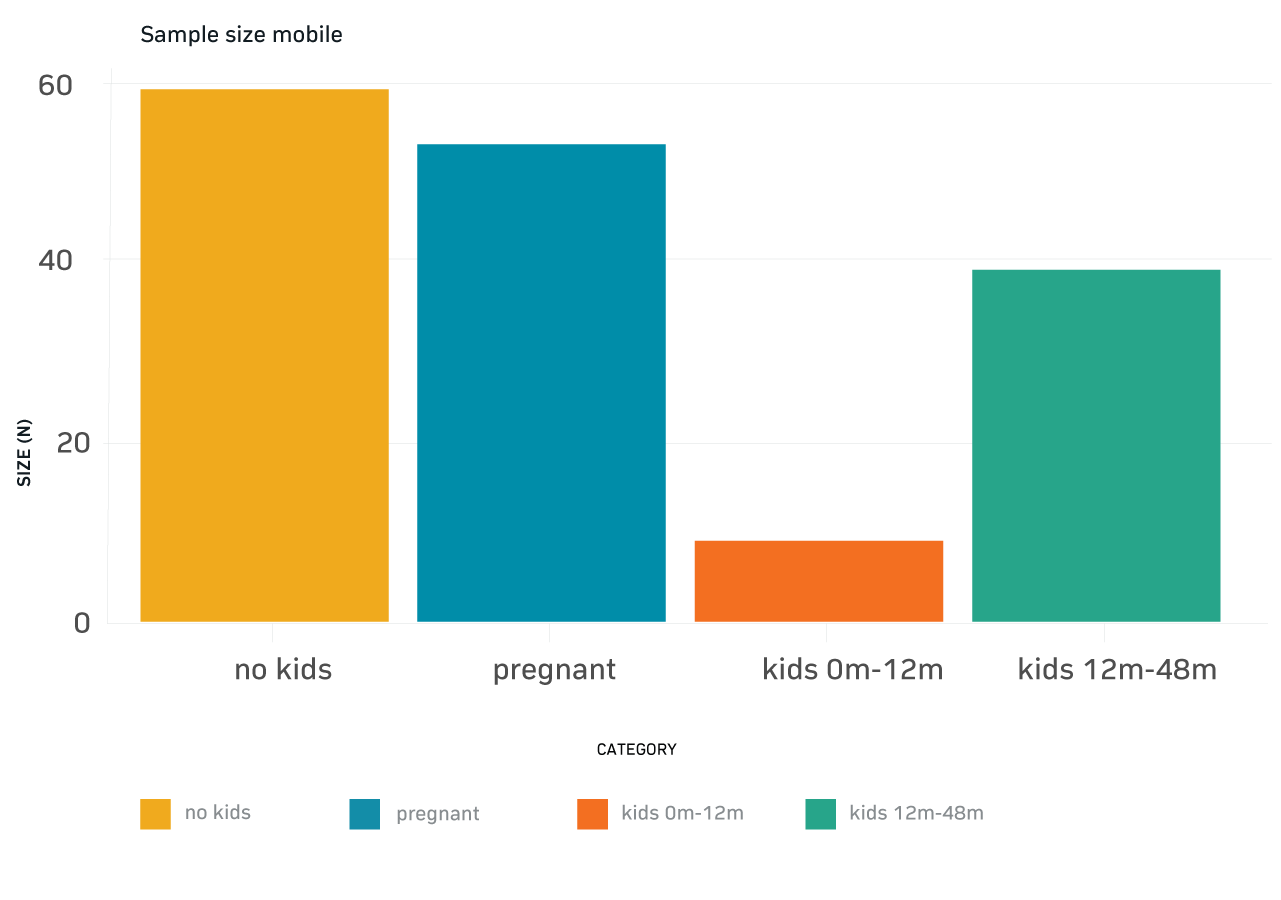 Sample size mobile
60
40
20
0
SIZE (N)
no kids pregnant kids 0m-12m kids 12m-48m
CATEGORY
no kids pregnant kids 0m-12m kids 12m-48m